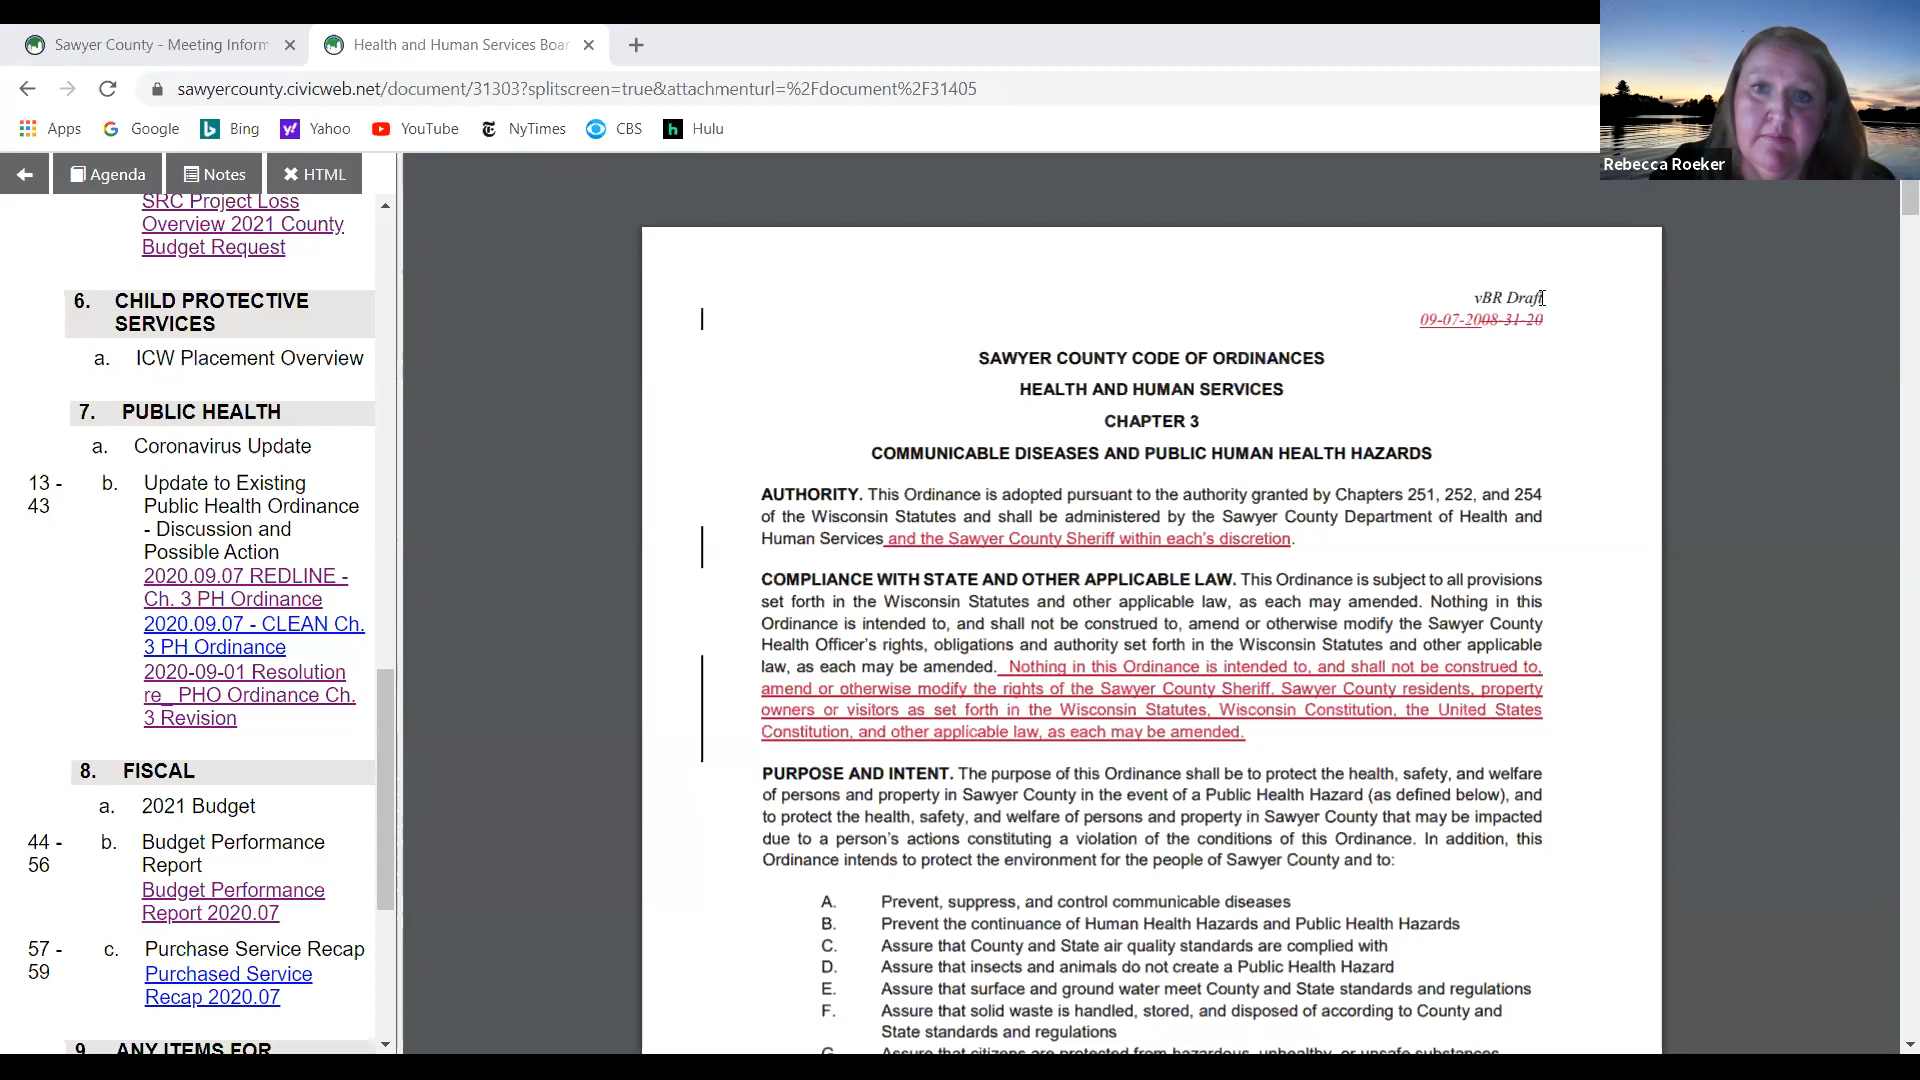 Sawyer County - Meeting Inform
Health and Human Services Boar
sawyercounty.civicweb.net/document/31303?splitscreen=true&attachmenturl=%2Fdocument%2F31405
Apps Google Bing Yahoo YouTube NyTimes CBS Hulu
Rebecca Roeker
Agenda Notes HTML
SRC Project Loss
Overview 2021 County
Budget Request
6. CHILD PROTECTIVE
SERVICES
a. ICW Placement Overview
7. PUBLIC HEALTH
a. Coronavirus Update
13 - b. Update to Existing
43 Public Health Ordinance
- Discussion and
Possible Action
2020.09.07 REDLINE -
Ch. 3 PH Ordinance
2020.09.07 - CLEAN Ch.
3 PH Ordinance
2020-09-01 Resolution
re_ PHO Ordinance Ch.
3 Revision
8. FISCAL
a. 2021 Budget
44 - b. Budget Performance
56 Report
Budget Performance
Report 2020.07
57 - c. Purchase Service Recap
59 Purchased Service
Recap 2020.07
9. ANY ITEMS FOR
vBR Draft
09-07-2008-31-20
SAWYER COUNTY CODE OF ORDINANCES
HEALTH AND HUMAN SERVICES
CHAPTER 3
COMMUNICABLE DISEASES AND PUBLIC HUMAN HEALTH HAZARDS
AUTHORITY. This Ordinance is adopted pursuant to the authority granted by Chapters 251, 252, and 254
of the Wisconsin Statutes and shall be administered by the Sawyer County Department of Health and
Human Services and the Sawyer County Sheriff within each's discretion.
COMPLIANCE WITH STATE AND OTHER APPLICABLE LAW. This Ordinance is subject to all provisions
set forth in the Wisconsin Statutes and other applicable law, as each may amended. Nothing in this
Ordinance is intended to, and shall not be construed to, amend or otherwise modify the Sawyer County
Health Officer's rights, obligations and authority set forth in the Wisconsin Statutes and other applicable
law, as each may be amended. Nothing in this Ordinance is intended to, and shall not be construed to,
amend or otherwise modify the rights of the Sawyer County Sheriff, Sawyer County residents, property
owners or visitors as set forth in the Wisconsin Statutes, Wisconsin Constitution, the United States
Constitution, and other applicable law, as each may be amended.
PURPOSE AND INTENT. The purpose of this Ordinance shall be to protect the health, safety, and welfare
of persons and property in Sawyer County in the event of a Public Health Hazard (as defined below), and
to protect the health, safety, and welfare of persons and property in Sawyer County that may be impacted
due to a person's actions constituting a violation of the conditions of this Ordinance. In addition, this
Ordinance intends to protect the environment for the people of Sawyer County and to:
A. Prevent, suppress, and control communicable diseases
B. Prevent the continuance of Human Health Hazards and Public Health Hazards
C. Assure that County and State air quality standards are complied with
D. Assure that insects and animals do not create a Public Health Hazard
E. Assure that surface and ground water meet County and State standards and regulations
F. Assure that solid waste is handled, stored, and disposed of according to County and
State standards and regulations
G. Assure that citizens are protected from hazardous, unhealthy, or unsafe substances